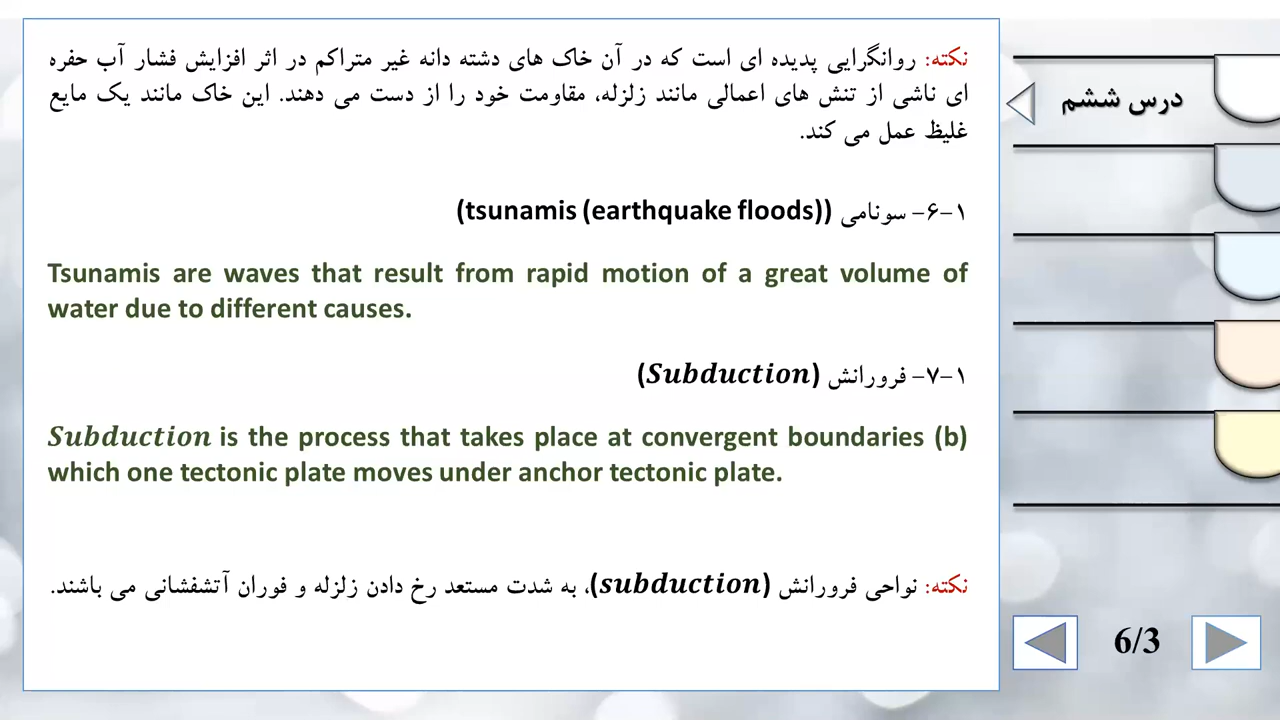 نکته: روانگرایی پدیده ای است که در آن خاک های دشته دانه غیر متراکم در اثر افزایش فشار آب حفره
ای ناشی از تنش های اعمالی مانند زلزله، مقاومت خود را از دست می دهند. این خاک مانند یک مایع
غلیظ عمل می کند.
۱-۶- سونامی (tsunamis (earthquake floods))
Tsunamis are waves that result from rapid motion of a great volume of
water due to different causes.
۱-۷- فرورانش (Subduction)
Subduction is the process that takes place at convergent boundaries (b)
which one tectonic plate moves under anchor tectonic plate.
نکته: نواحی فرورانش (subduction)، به شدت مستعد رخ دادن زلزله و فوران آتشفشانی می باشند.
درس ششم
6/3